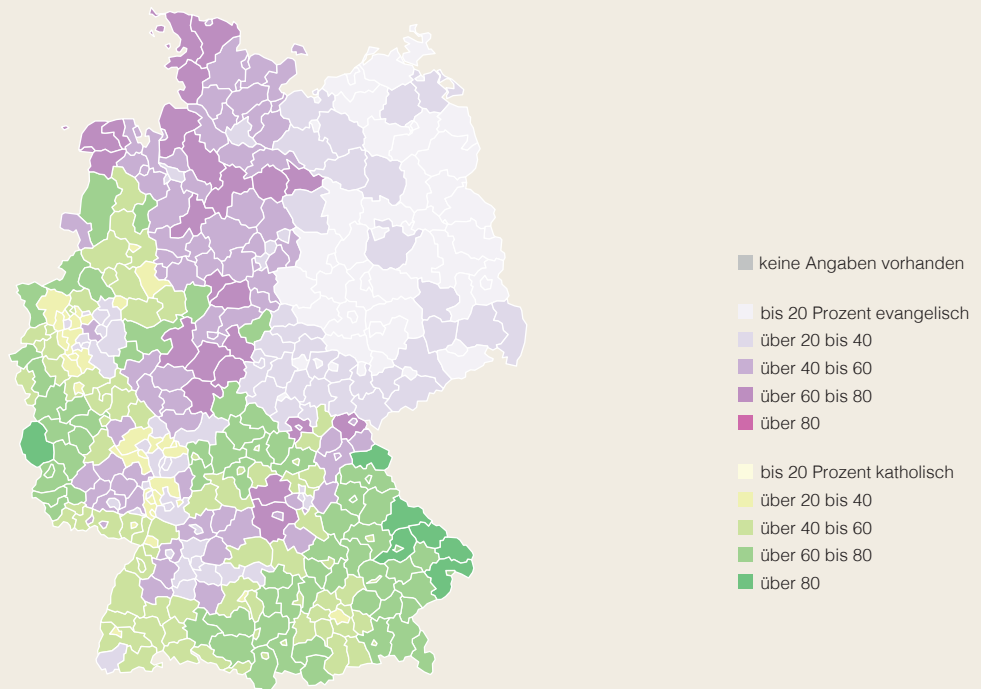 keine Angaben vorhanden
bis 20 Prozent evangelisch
über 20 bis 40
über 40 bis 60
über 60 bis 80
über 80
bis 20 Prozent katholisch
über 20 bis 40
über 40 bis 60
über 60 bis 80
über 80